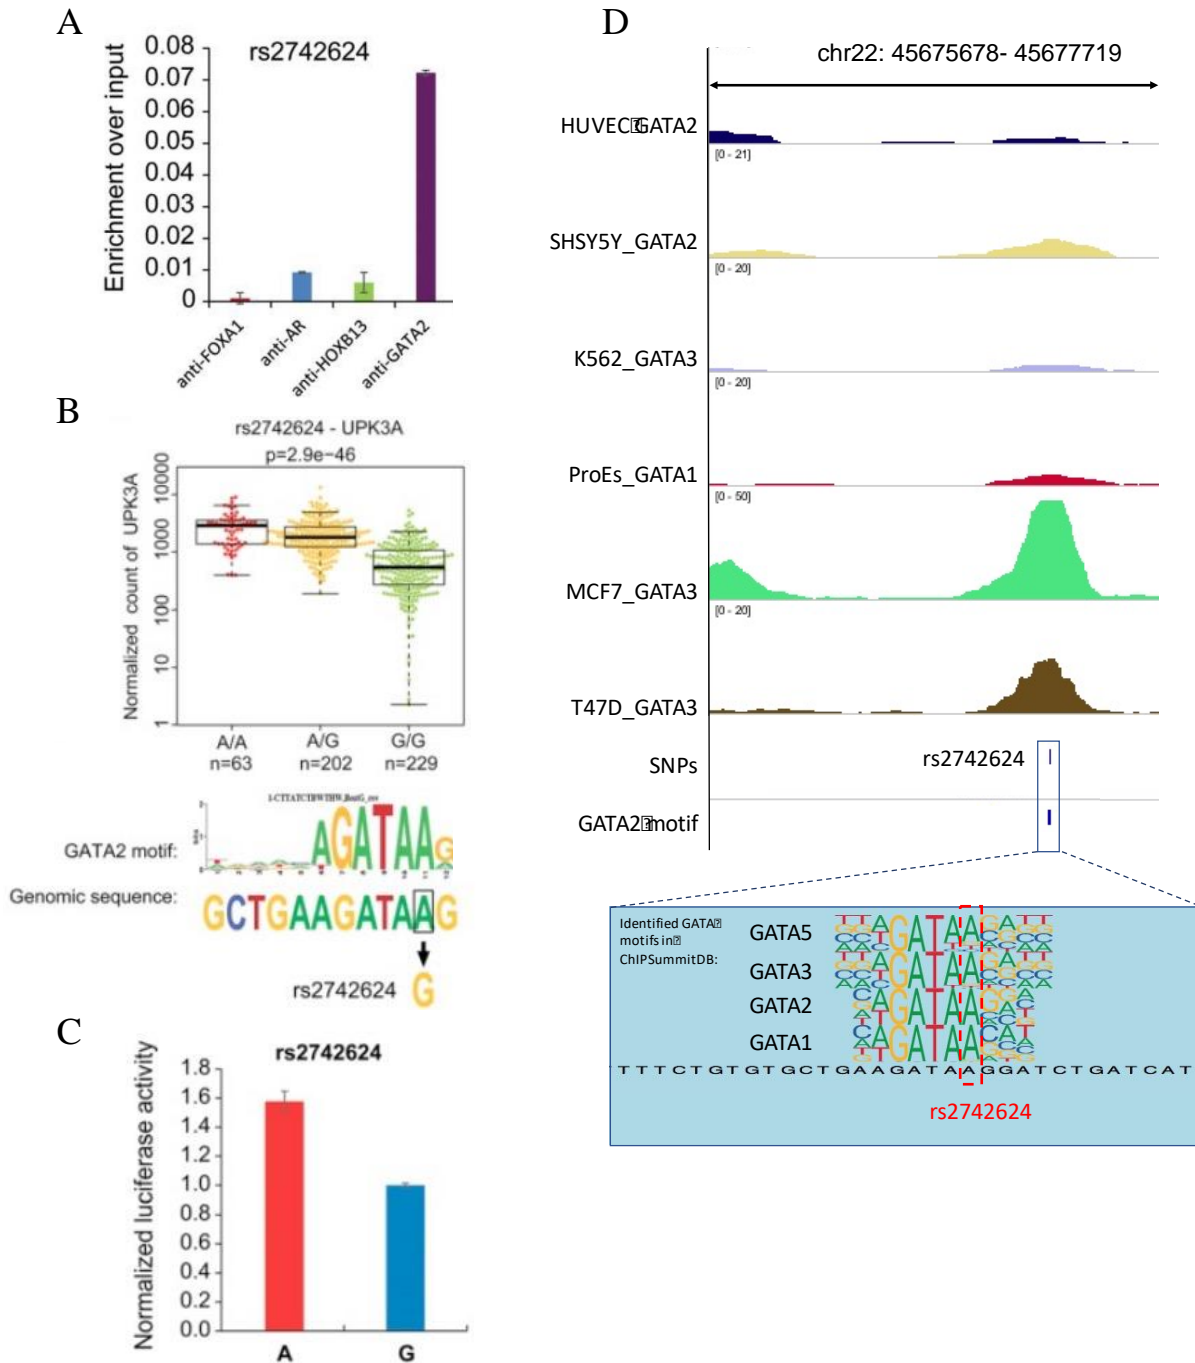 A
rs2742624
Enrichment over input
0.08
0.07
0.06
0.05
0.04
0.03
0.02
0.01
0
anti-FOXA1
anti-AR
anti-HOXB13
anti-GATA2
B
rs2742624 - UPK3A
p=2.9e−46
Normalized count of UPK3A
10000
1000
100
10
1
A/A
n=63
A/G
n=202
G/G
n=229
GATA2 motif:
AGATAAG
Genomic sequence:
GCTGAAGATAAG
rs2742624 G
C
rs2742624
Normalized luciferase activity
1.8
1.6
1.4
1.2
1.0
0.8
0.6
0.4
0.2
0.0
A
G
D
chr22: 45675678- 45677719
HUVEC GATA2
[0 - 21]
SHSY5Y_GATA2
[0 - 20]
K562_GATA3
[0 - 20]
ProEs_GATA1
[0 - 50]
MCF7_GATA3
[0 - 20]
T47D_GATA3
SNPs
rs2742624
GATA2 motif
Identified GATA
motifs in
ChIPSummitDB:
GATA5
GATA3
GATA2
GATA1
TTTCTGTGTGCTGAAGATAAGGATCTGATCAT
rs2742624